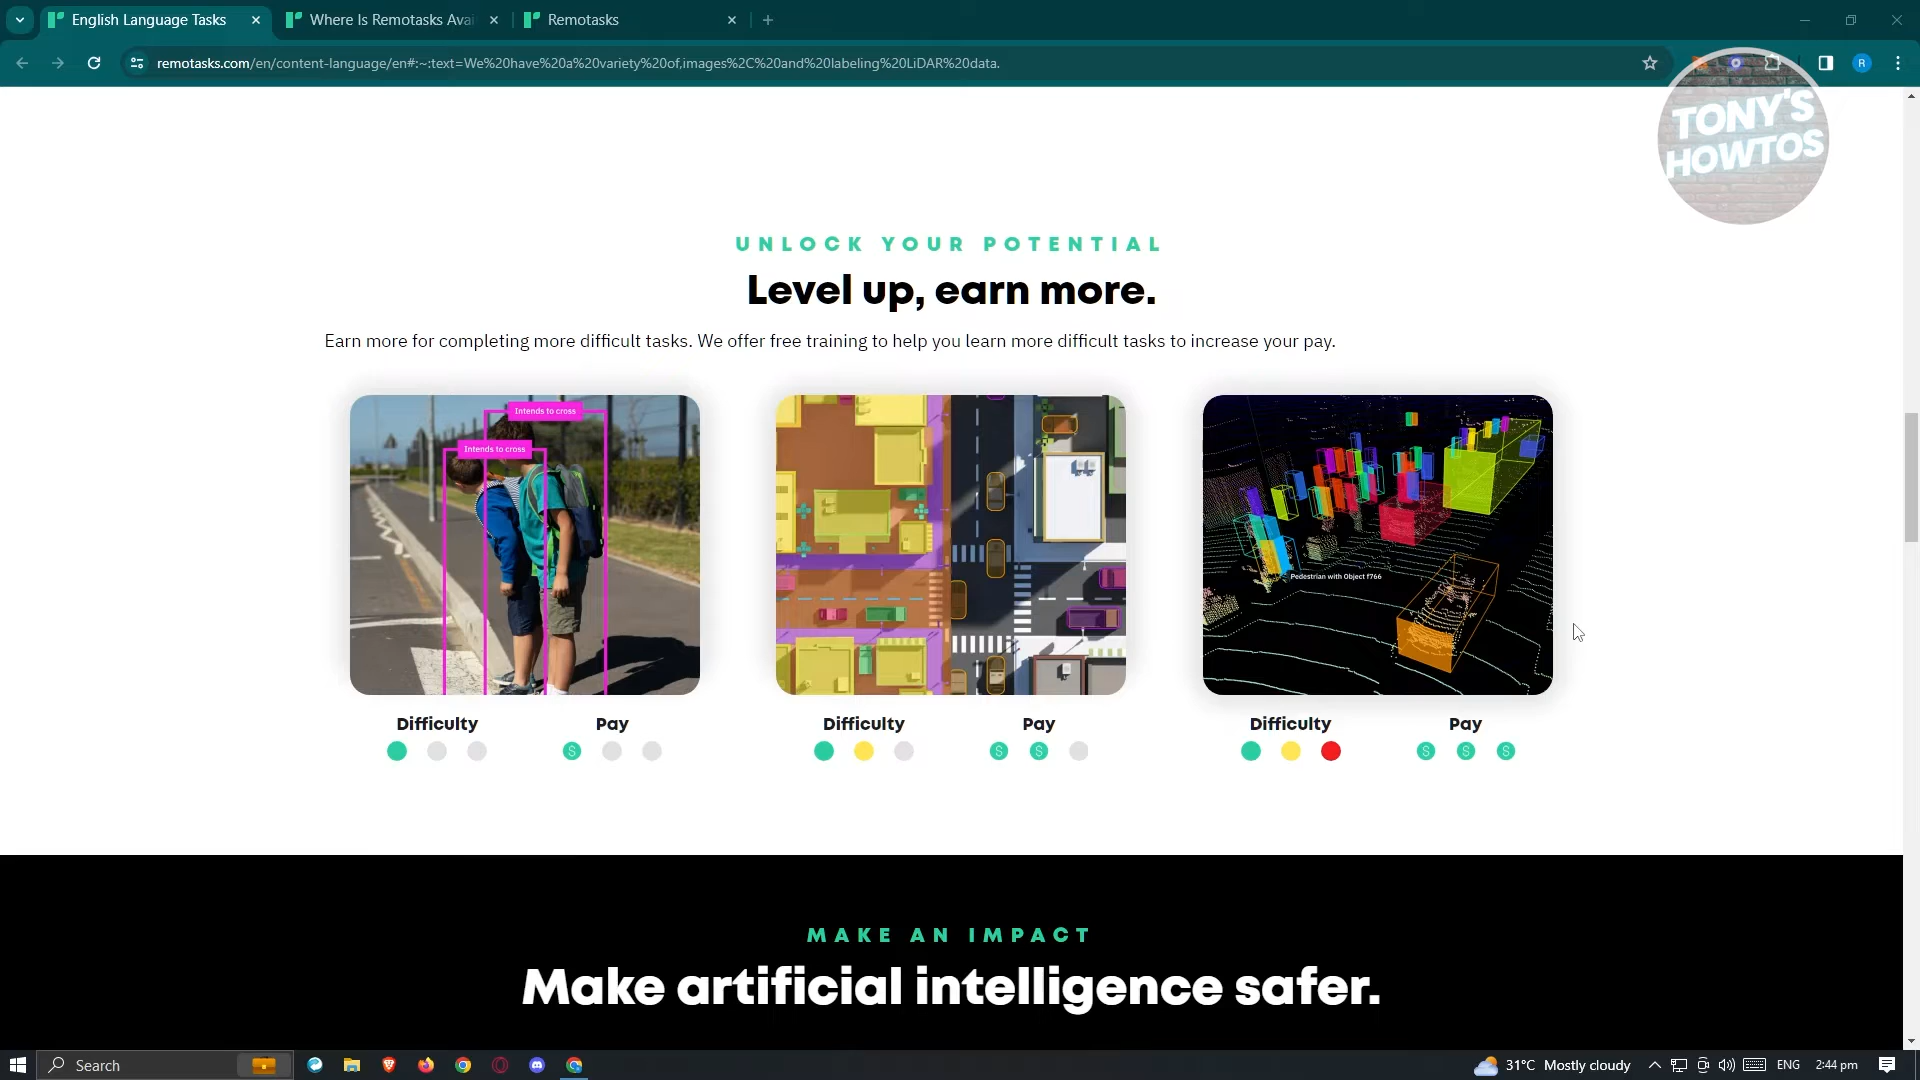 English Language Tasks
Where Is Remotasks Avai
Remotasks
remotasks.com/en/content-language/en#:~:text=We%20have%20a%20variety%20of,images%2C%20and%20labeling%20LiDAR%20data.
R
TONY'S
HOWTOS
UNLOCK YOUR POTENTIAL
Level up, earn more.
Earn more for completing more difficult tasks. We offer free training to help you learn more difficult tasks to increase your pay.
Intends to cross
Intends to cross
Pedestrian with Object f766
Difficulty Pay Difficulty Pay Difficulty Pay
$ $ $ $ $ $
MAKE AN IMPACT
Make artificial intelligence safer.
Search
31°C Mostly cloudy
ENG
2:44 pm